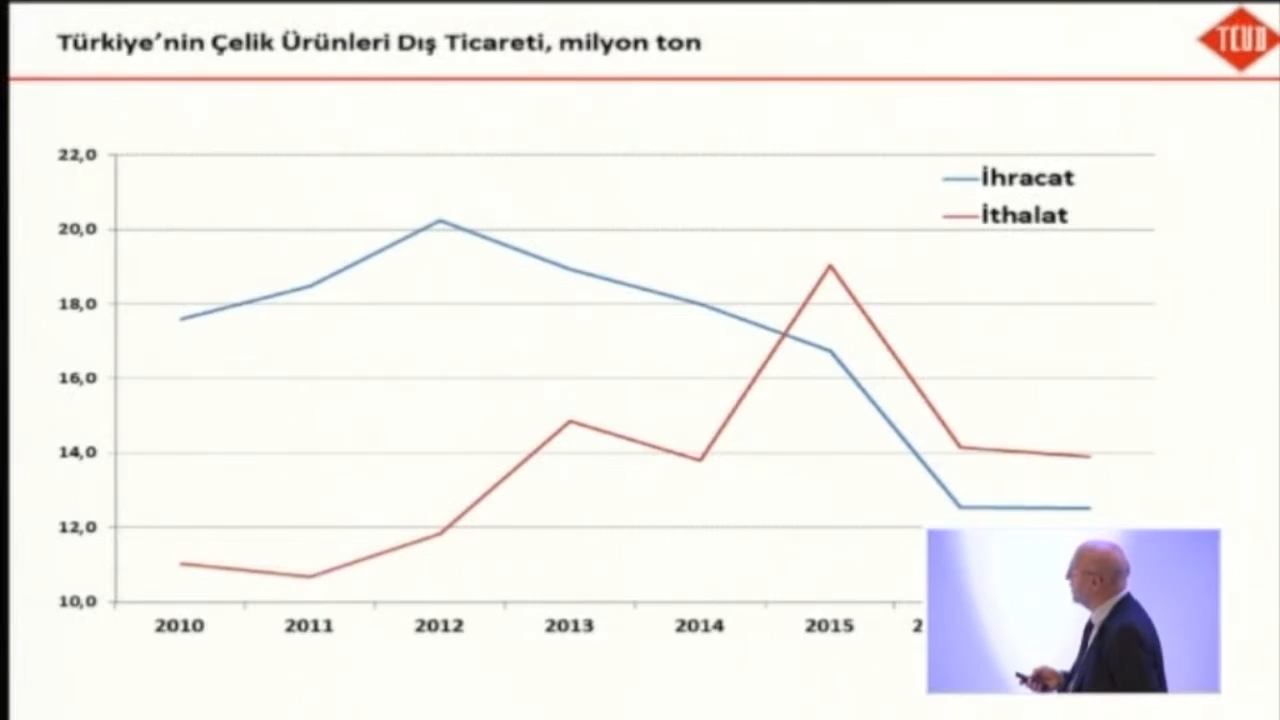 Türkiye’nin Çelik Ürünleri Dış Ticareti, milyon ton
TCUD
22,0
İhracat
İthalat
20,0
18,0
16,0
14,0
12,0
10,0
2010 2011 2012 2013 2014 2015